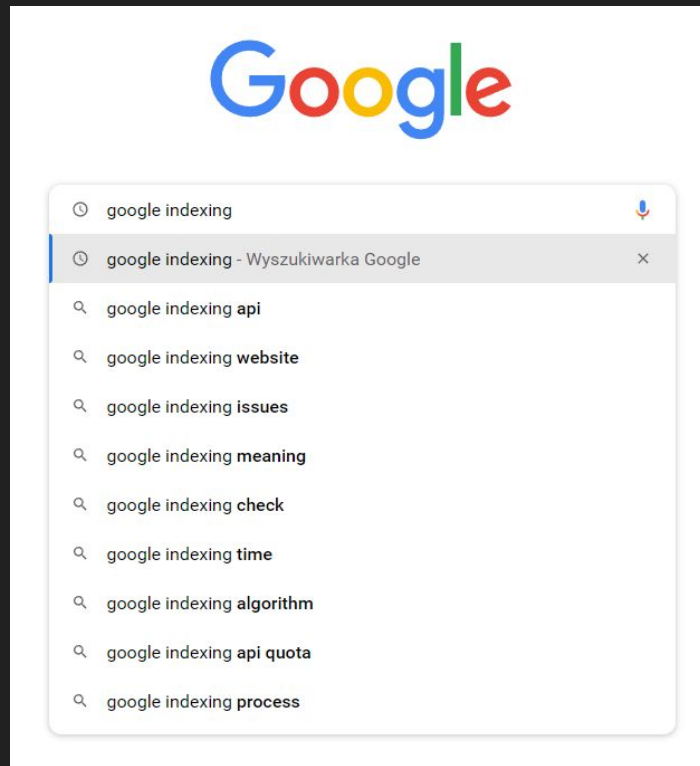 Google
google indexing
google indexing - Wyszukiwarka Google
google indexing api
google indexing website
google indexing issues
google indexing meaning
google indexing check
google indexing time
google indexing algorithm
google indexing api quota
google indexing process